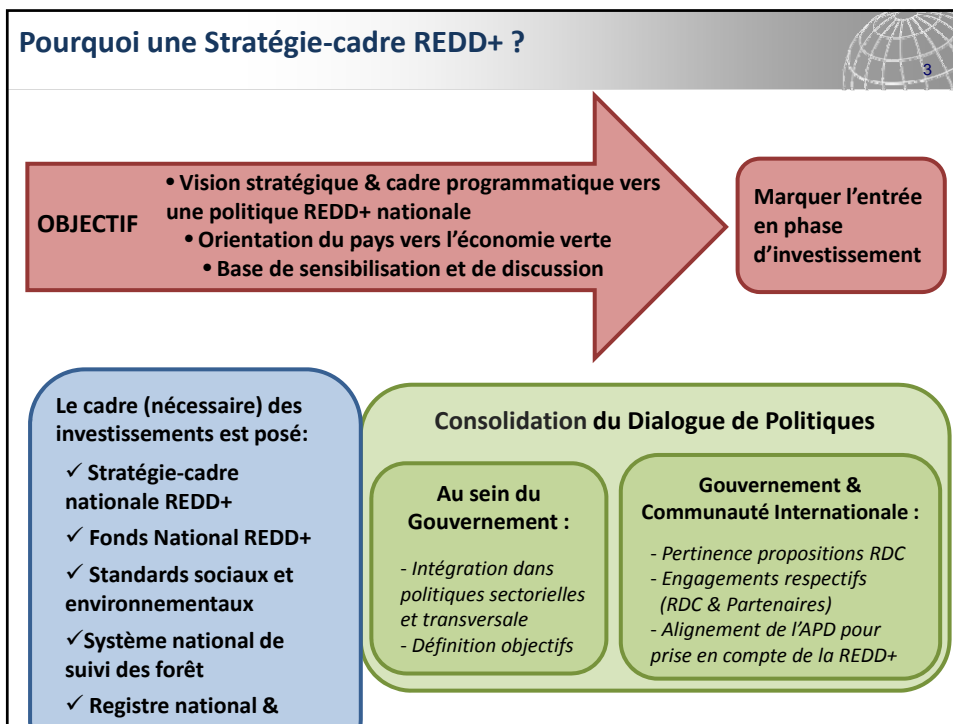 Pourquoi une Stratégie-cadre REDD+ ?
3
OBJECTIF
• Vision stratégique & cadre programmatique vers
une politique REDD+ nationale
• Orientation du pays vers l'économie verte
• Base de sensibilisation et de discussion
Marquer l'entrée
en phase
d'investissement
Le cadre (nécessaire) des
investissements est posé:
✓ Stratégie-cadre
nationale REDD+
✓ Fonds National REDD+
✓ Standards sociaux et
environnementaux
✓Système national de
suivi des forêt
✓ Registre national &
Consolidation du Dialogue de Politiques
Au sein du
Gouvernement :
- Intégration dans
politiques sectorielles
et transversale
- Définition objectifs
Gouvernement &
Communauté Internationale :
- Pertinence propositions RDC
- Engagements respectifs
(RDC & Partenaires)
- Alignement de l'APD pour
prise en compte de la REDD+